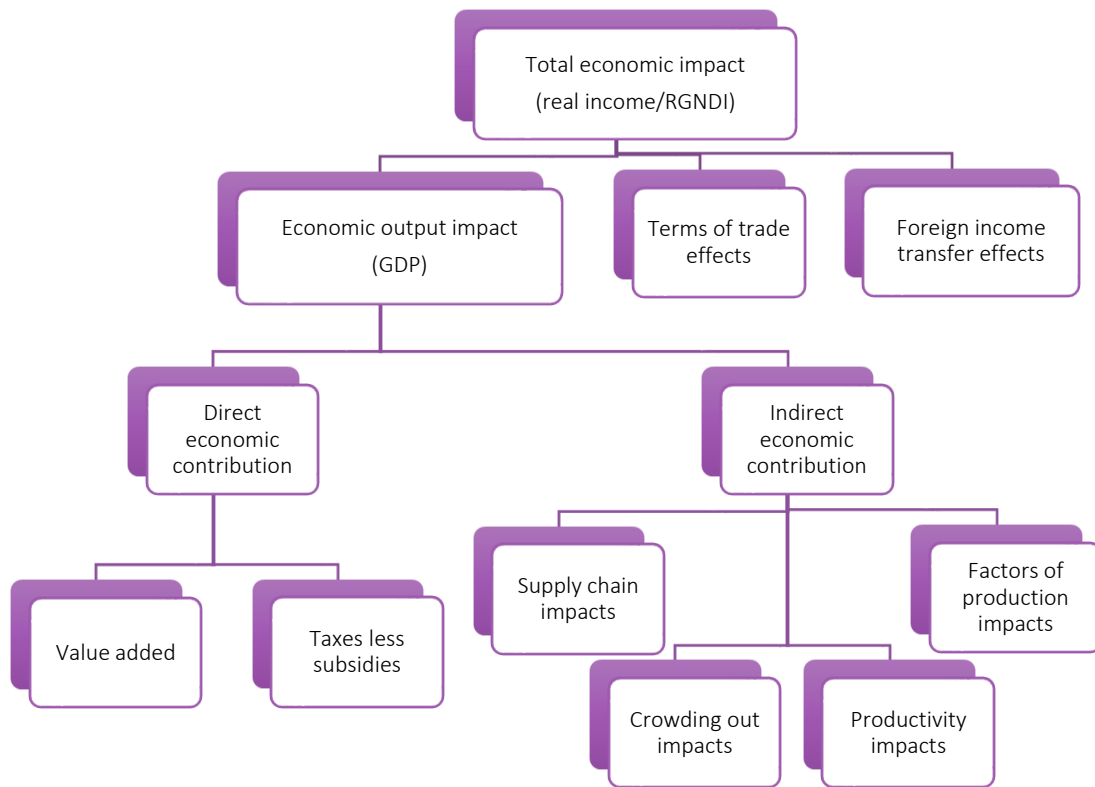 Total economic impact
(real income/RGNDI)
Economic output impact
(GDP)
Terms of trade
effects
Foreign income
transfer effects
Direct
economic
contribution
Indirect
economic
contribution
Value added
Taxes less
subsidies
Supply chain
impacts
Crowding out
impacts
Productivity
impacts
Factors of
production
impacts